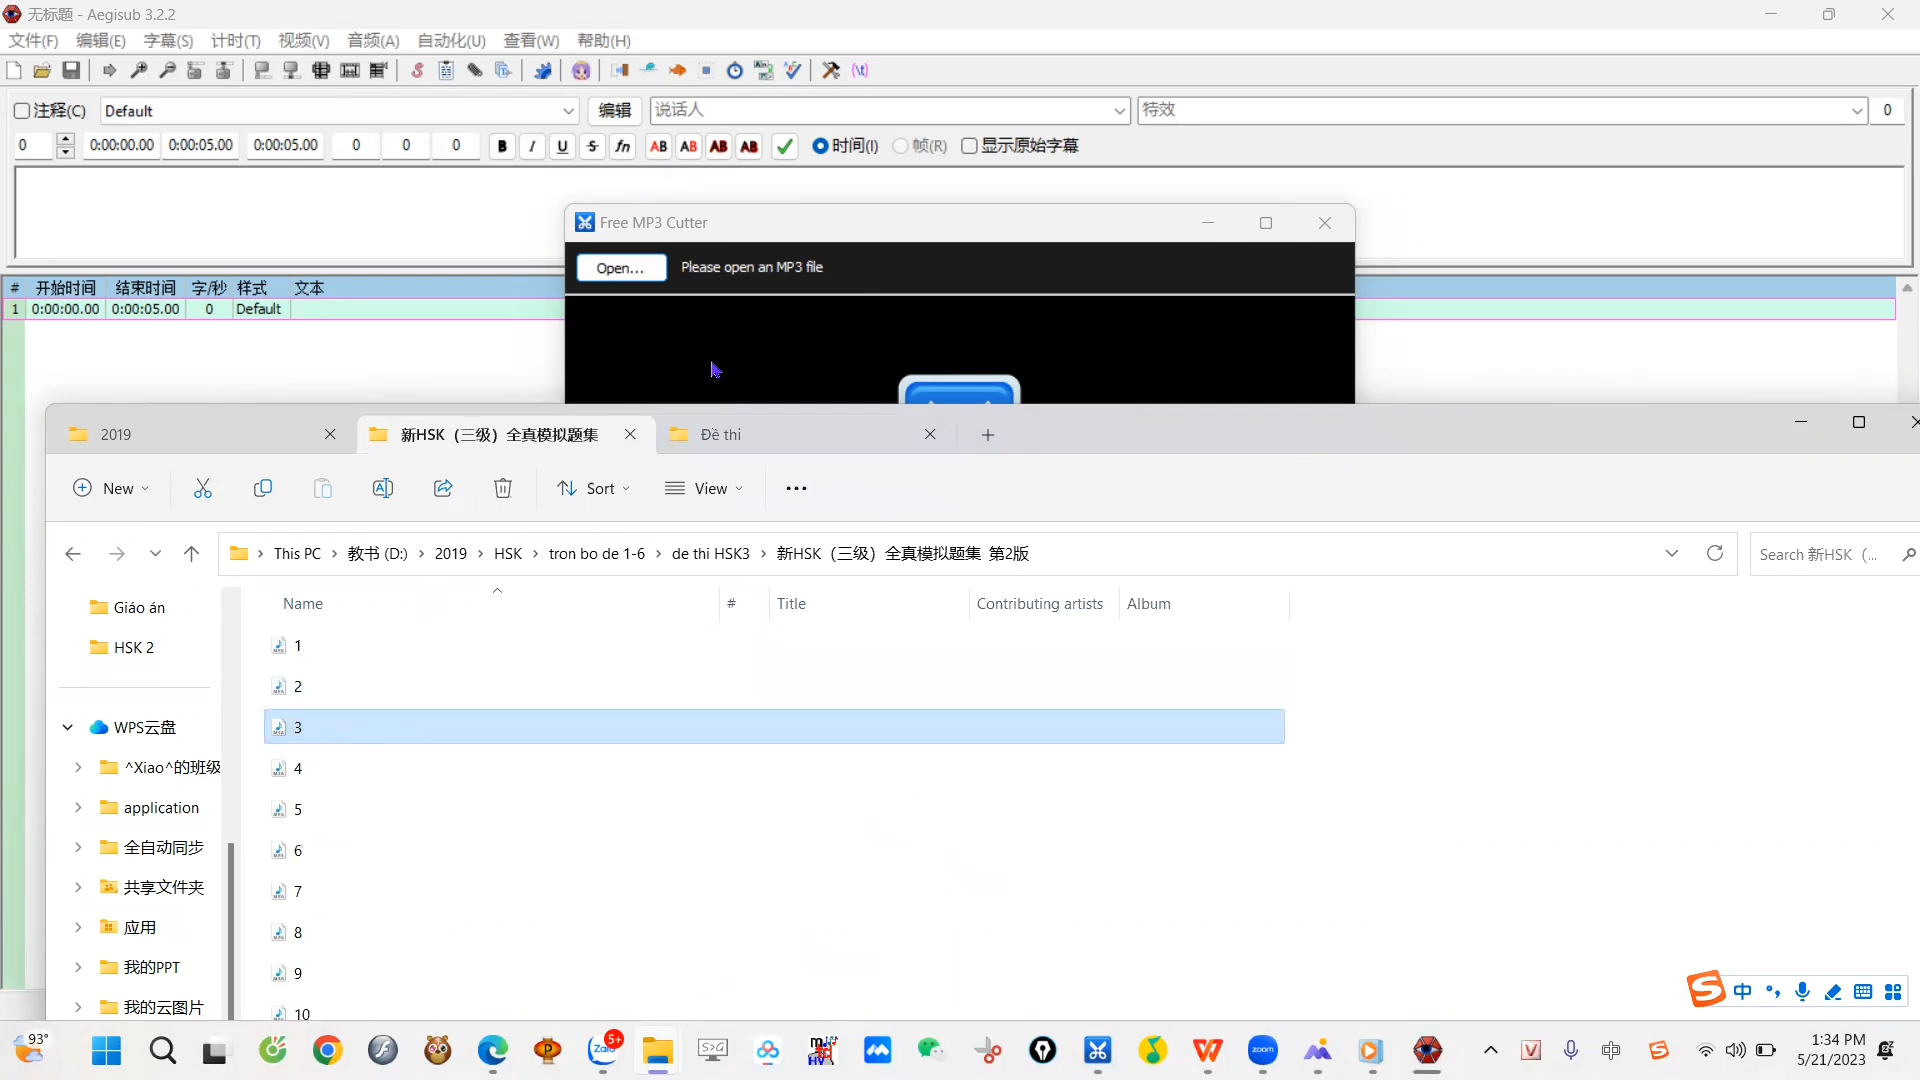 无标题 - Aegisub 3.2.2
文件(F) 编辑(E) 字幕(S) 计时(T) 视频(V) 音频(A) 自动化(U) 查看(W) 帮助(H)
注释(C) Default 编辑 说话人 特效 0
0 0:00:00.00 0:00:05.00 0:00:05.00 0 0 0 B I U S fn AB AB AB AB 时间(I) 帧(R) 显示原始字幕
Free MP3 Cutter
Open... Please open an MP3 file
# 开始时间 结束时间 字/秒 样式 文本
1 0:00:00.00 0:00:05.00 0 Default
2019 新HSK（三级）全真模拟题集 Đề thi
New Sort View
This PC 教书 (D:) 2019 HSK tron bo de 1-6 de thi HSK3 新HSK（三级）全真模拟题集 第2版 Search 新HSK（...
Giáo án
HSK 2
WPS云盘
^Xiao^的班级
application
全自动同步
共享文件夹
应用
我的PPT
我的云图片
Name # Title Contributing artists Album
1
2
3
4
5
6
7
8
9
10
中
93°
Zalo 5+
zoom
中
1:34 PM
5/21/2023